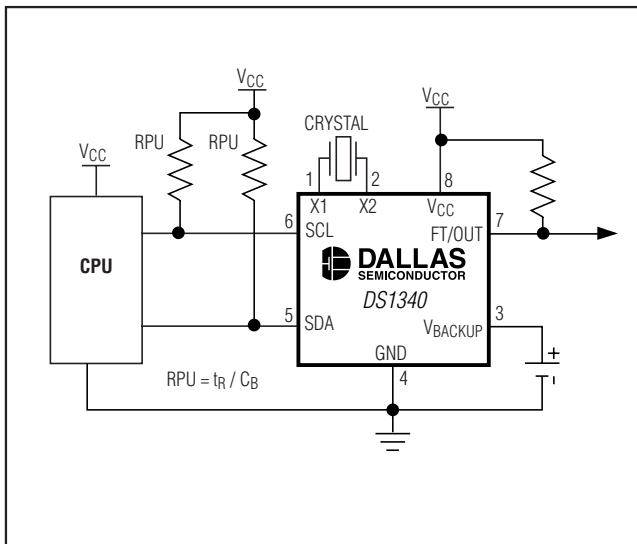 VCC
VCC
CRYSTAL
RPU
RPU
VCC
1
2
8
X1
X2
VCC
6
SCL
7
FT/OUT
CPU
DALLAS
SEMICONDUCTOR
DS1340
5
SDA
3
VBACKUP
GND
+
-
RPU = tR / CB
4